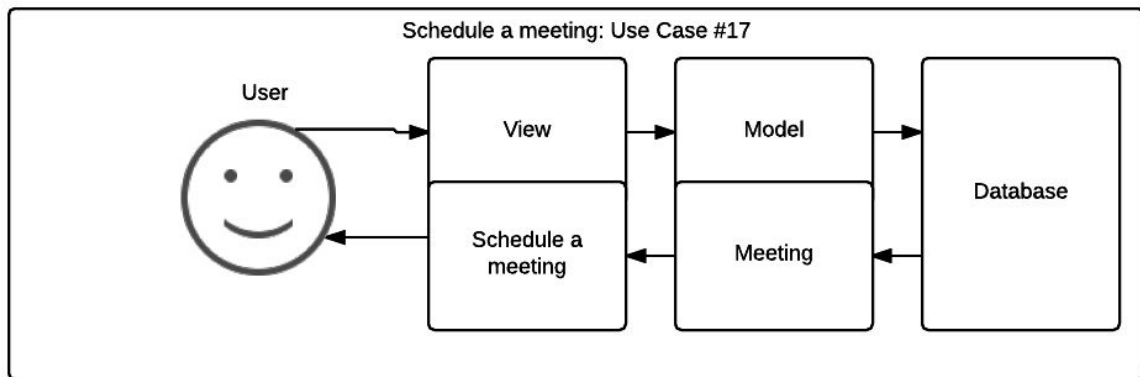 Schedule a meeting: Use Case #17
User
View
Model
Database
Schedule a
meeting
Meeting